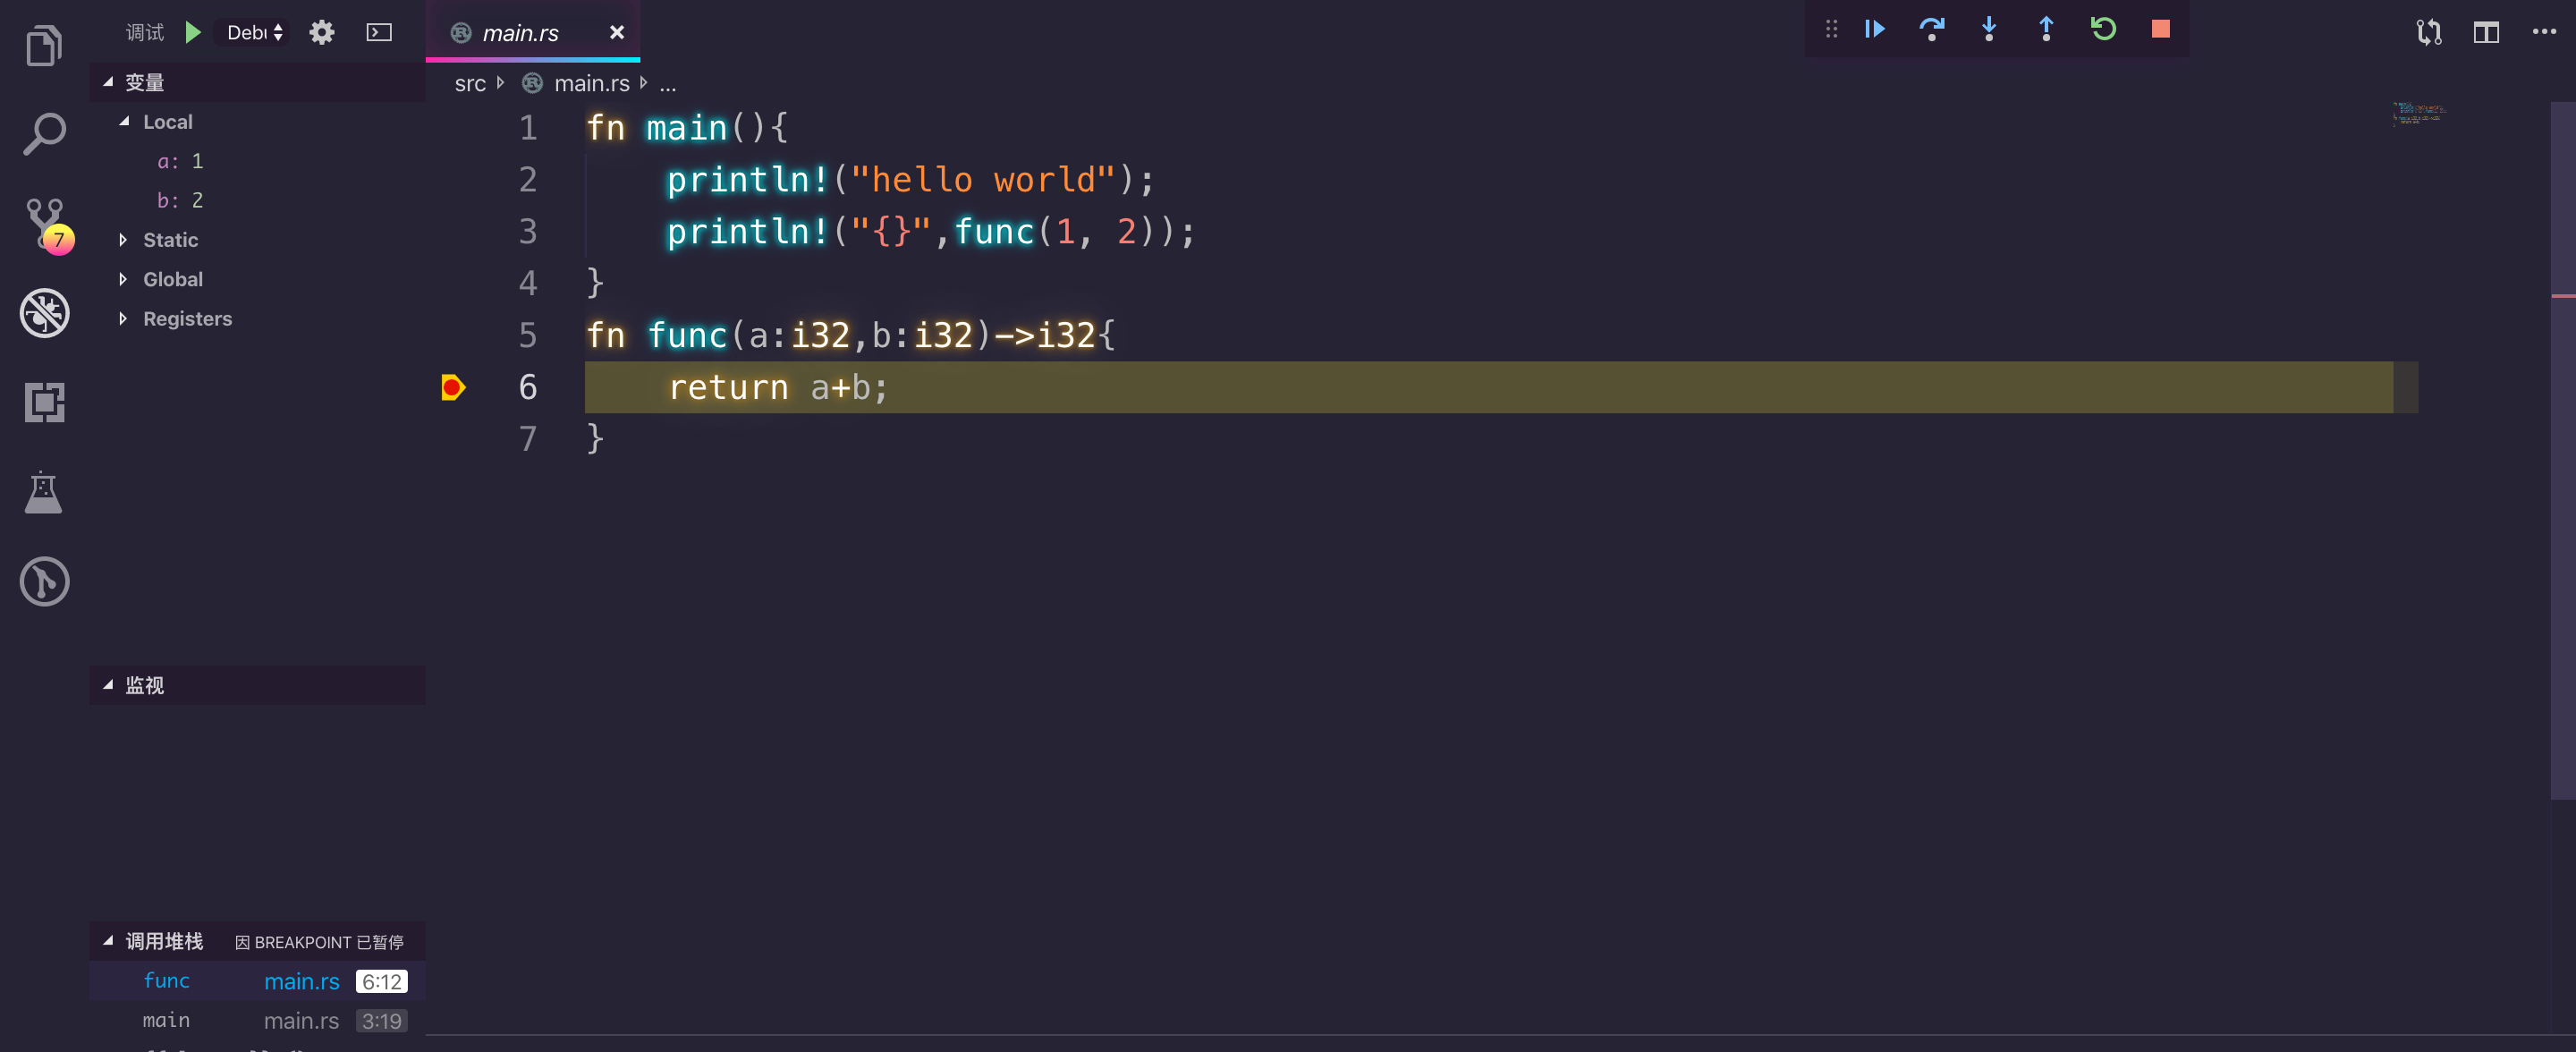 调试 Debu
变量
Local
a: 1
b: 2
Static
Global
Registers
7
监视
调用堆栈 因 BREAKPOINT 已暂停
func main.rs 6:12
main main.rs 3:19
main.rs
src main.rs ...
1 fn main(){
2 println!("hello world");
3 println!("{}",func(1, 2));
4 }
5 fn func(a:i32,b:i32)->i32{
6 return a+b;
7 }